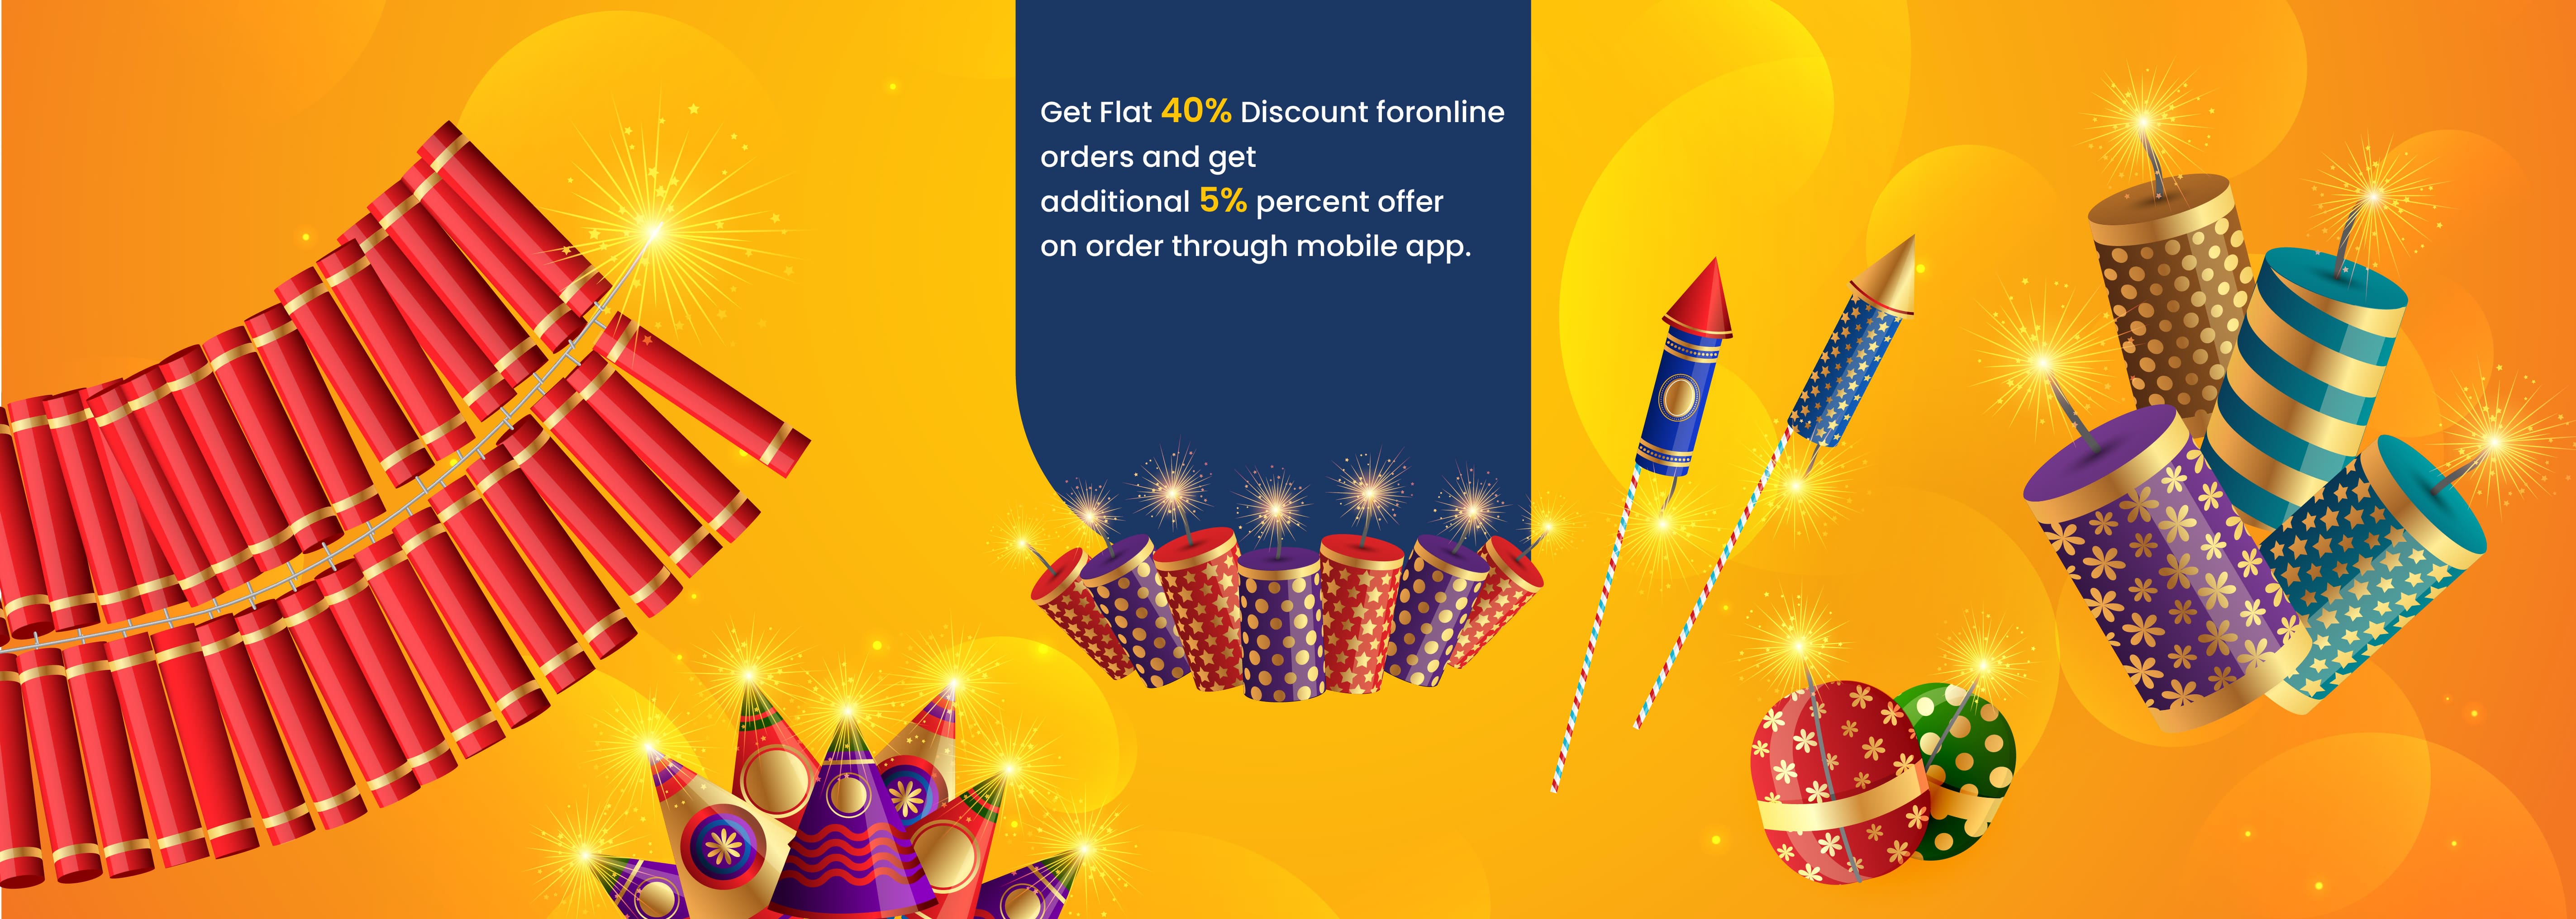 Get Flat 40% Discount foronline
orders and get
additional 5% percent offer
on order through mobile app.